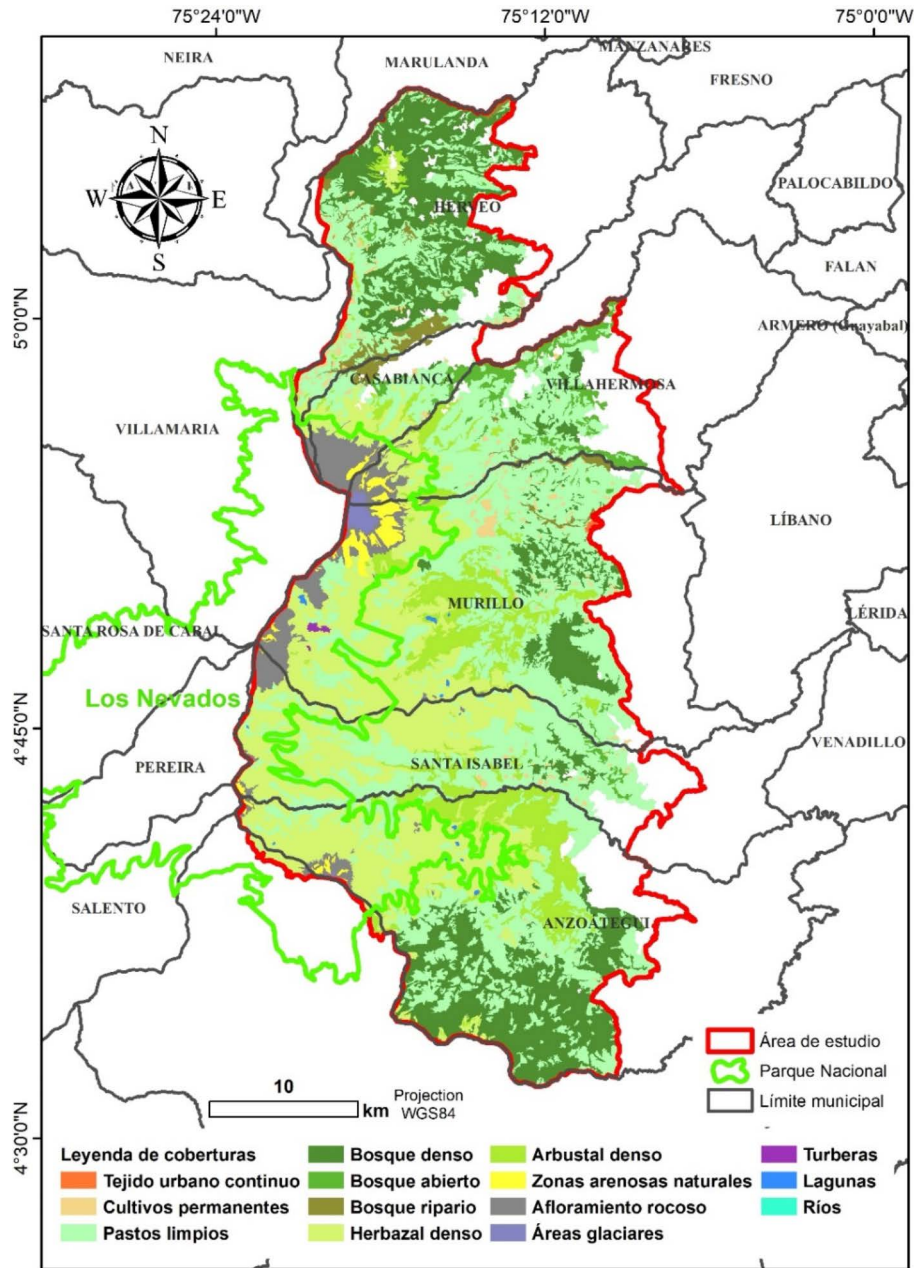 75°24'0"W 75°12'0"W 75°0'0"W
MANZANARES
NEIRA
MARULANDA
FRESNO
N
W A L E
S
PALOCABILDO
HERVEO
FALAN
5°0'0"N
ARMERO (Guayabal)
CASABIANCA
VILLAHERMOSA
VILLAMARIA
LÍBANO
MURILLO
LÉRIDA
SANTA ROSA DE CABAL
Los Nevados
4°45'0"N
VENADILLO
PEREIRA
SANTA ISABEL
SALENTO
ANZOÁTEGUI
Área de estudio
Parque Nacional
Límite municipal
10
km
Projection
WGS84
4°30'0"N
Leyenda de coberturas
Tejido urbano continuo
Cultivos permanentes
Pastos limpios
Bosque denso
Bosque abierto
Bosque ripario
Herbazal denso
Arbustal denso
Zonas arenosas naturales
Afloramiento rocoso
Áreas glaciares
Turberas
Lagunas
Ríos